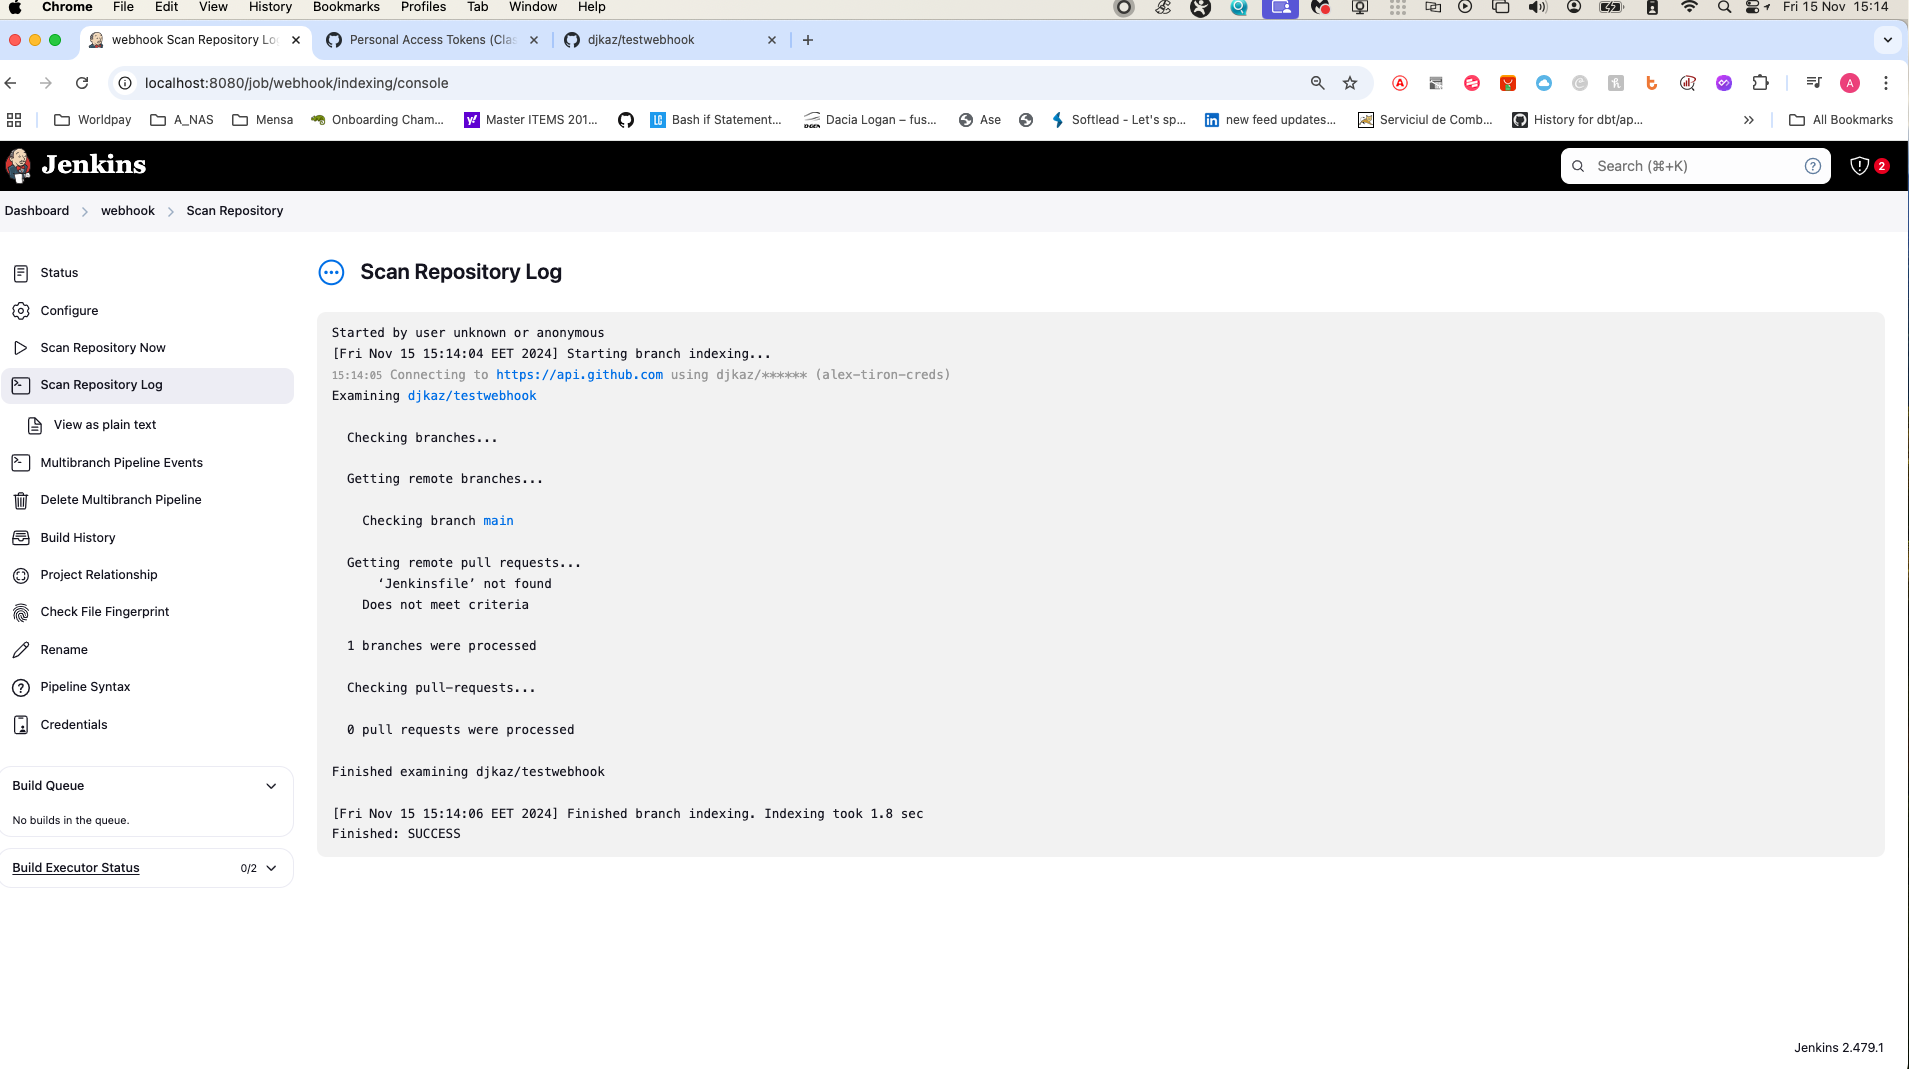 Chrome File Edit View History Bookmarks Profiles Tab Window Help Fri 15 Nov 15:14
webhook Scan Repository Lo Personal Access Tokens (Clas djkaz/testwebhook
localhost:8080/job/webhook/indexing/console
Worldpay A_NAS Mensa Onboarding Cham... Master ITEMS 201... Bash if Statement... Dacia Logan – fus... Ase Softlead - Let's sp... new feed updates... Serviciul de Comb... History for dbt/ap... » All Bookmarks
Jenkins Search (⌘+K) 2
Dashboard webhook Scan Repository
Status
Configure
Scan Repository Now
Scan Repository Log
View as plain text
Multibranch Pipeline Events
Delete Multibranch Pipeline
Build History
Project Relationship
Check File Fingerprint
Rename
Pipeline Syntax
Credentials
Build Queue
No builds in the queue.
Build Executor Status 0/2
Scan Repository Log
Started by user unknown or anonymous
[Fri Nov 15 15:14:04 EET 2024] Starting branch indexing...
15:14:05 Connecting to https://api.github.com using djkaz/****** (alex-tiron-creds)
Examining djkaz/testwebhook
Checking branches...
Getting remote branches...
Checking branch main
Getting remote pull requests...
‘Jenkinsfile’ not found
Does not meet criteria
1 branches were processed
Checking pull-requests...
0 pull requests were processed
Finished examining djkaz/testwebhook
[Fri Nov 15 15:14:06 EET 2024] Finished branch indexing. Indexing took 1.8 sec
Finished: SUCCESS
Jenkins 2.479.1